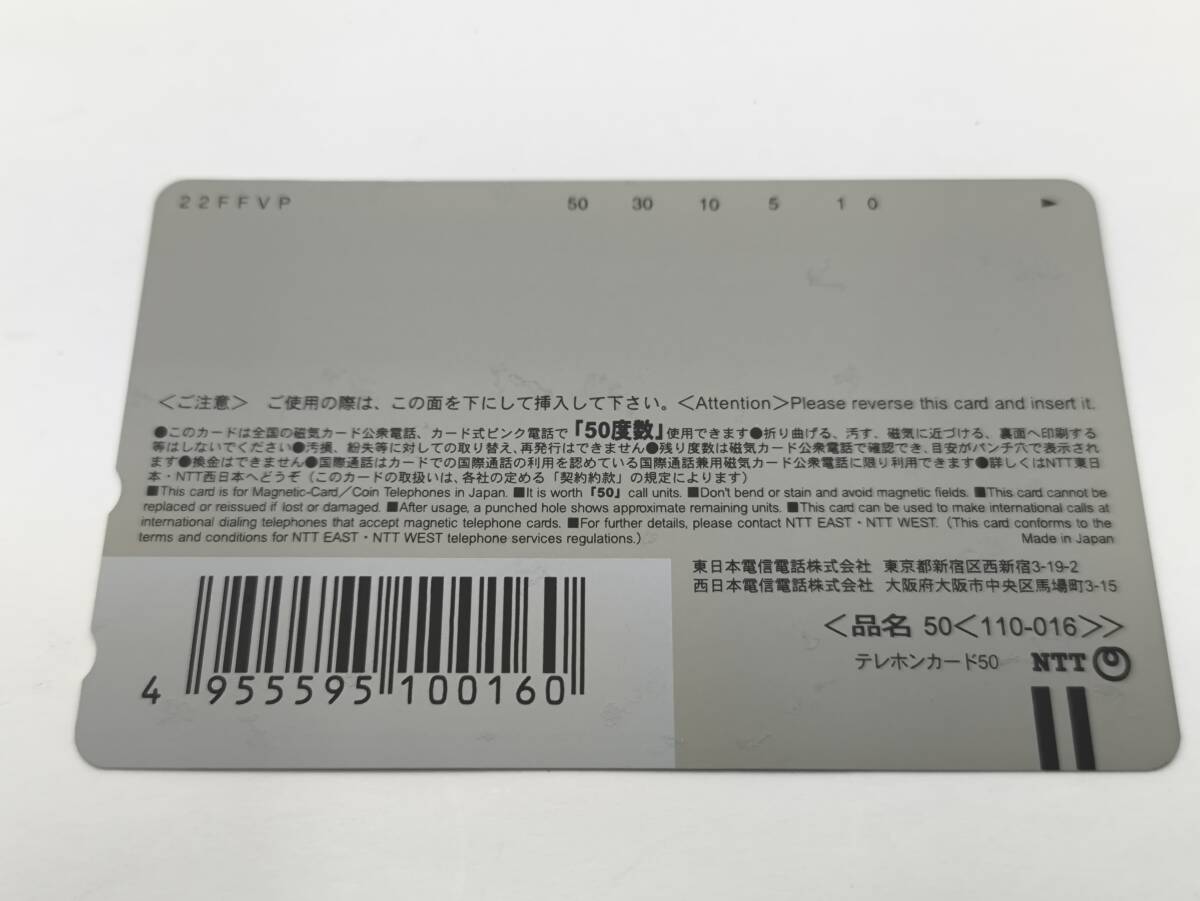 22FFVP 50 30 10 5 1 0
<ご注意> ご使用の際は、この面を下にして挿入して下さい。<Attention>Please reverse this card and insert it.
●このカードは全国の磁気カード公衆電話、カード式ピンク電話で「50度数」使用できます●折り曲げる、汚す、磁気に近づける、裏面へ印刷する
等はしないでください●汚損、紛失等に対しての取り替え、再発行はできません●残り度数は磁気カード公衆電話で確認でき、目安がパンチ穴で表示され
ます●換金はできません●国際通話はカードでの国際通話の利用を認めている国際通話兼用磁気カード公衆電話に限り利用できます●詳しくはNTT東日
本・NTT西日本へどうぞ(このカードの取扱いは、各社の定める「契約約款」の規定によります)
■This card is for Magnetic-Card/Coin Telephones in Japan. ■It is worth「50」call units. ■Don't bend or stain and avoid magnetic fields. ■This card cannot be
replaced or reissued if lost or damaged. ■After usage, a punched hole shows approximate remaining units. ■This card can be used to make international calls at
international dialing telephones that accept magnetic telephone cards. ■For further details, please contact NTT EAST・NTT WEST. (This card conforms to the
terms and conditions for NTT EAST・NTT WEST telephone services regulations.) Made in Japan
東日本電信電話株式会社 東京都新宿区西新宿3-19-2
西日本電信電話株式会社 大阪府大阪市中央区馬場町3-15
<品名 50<110-016>>
テレホンカード50 NTT
4 955595 100160